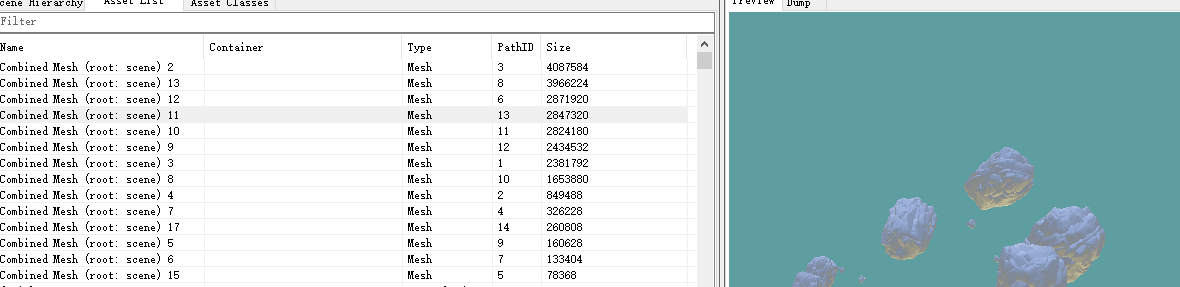 cene Hierarchy Asset List Asset Classes Preview Dump
Filter
Name Container Type PathID Size
Combined Mesh (root: scene) 2 Mesh 3 4087584
Combined Mesh (root: scene) 13 Mesh 8 3966224
Combined Mesh (root: scene) 12 Mesh 6 2871920
Combined Mesh (root: scene) 11 Mesh 13 2847320
Combined Mesh (root: scene) 10 Mesh 11 2824180
Combined Mesh (root: scene) 9 Mesh 12 2434532
Combined Mesh (root: scene) 3 Mesh 1 2381792
Combined Mesh (root: scene) 8 Mesh 10 1653880
Combined Mesh (root: scene) 4 Mesh 2 849488
Combined Mesh (root: scene) 7 Mesh 4 326228
Combined Mesh (root: scene) 17 Mesh 14 260808
Combined Mesh (root: scene) 5 Mesh 9 160628
Combined Mesh (root: scene) 6 Mesh 7 133404
Combined Mesh (root: scene) 15 Mesh 5 78368